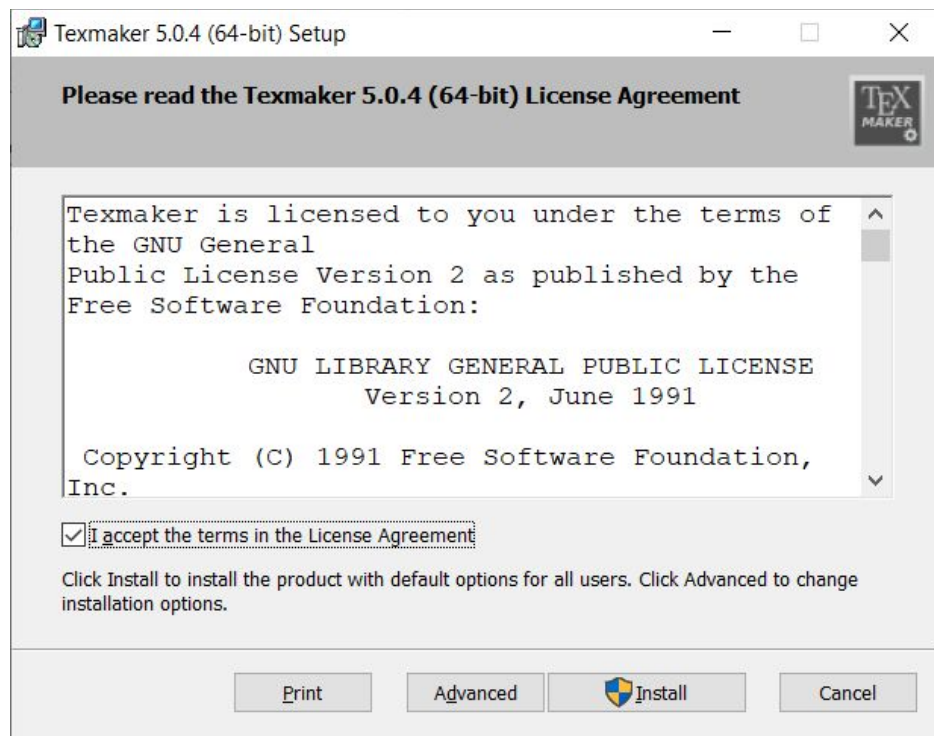 Texmaker 5.0.4 (64-bit) Setup
Please read the Texmaker 5.0.4 (64-bit) License Agreement
TEX
MAKER
Texmaker is licensed to you under the terms of
the GNU General
Public License Version 2 as published by the
Free Software Foundation:
GNU LIBRARY GENERAL PUBLIC LICENSE
Version 2, June 1991
Copyright (C) 1991 Free Software Foundation,
Inc.
I accept the terms in the License Agreement
Click Install to install the product with default options for all users. Click Advanced to change
installation options.
Print Advanced Install Cancel